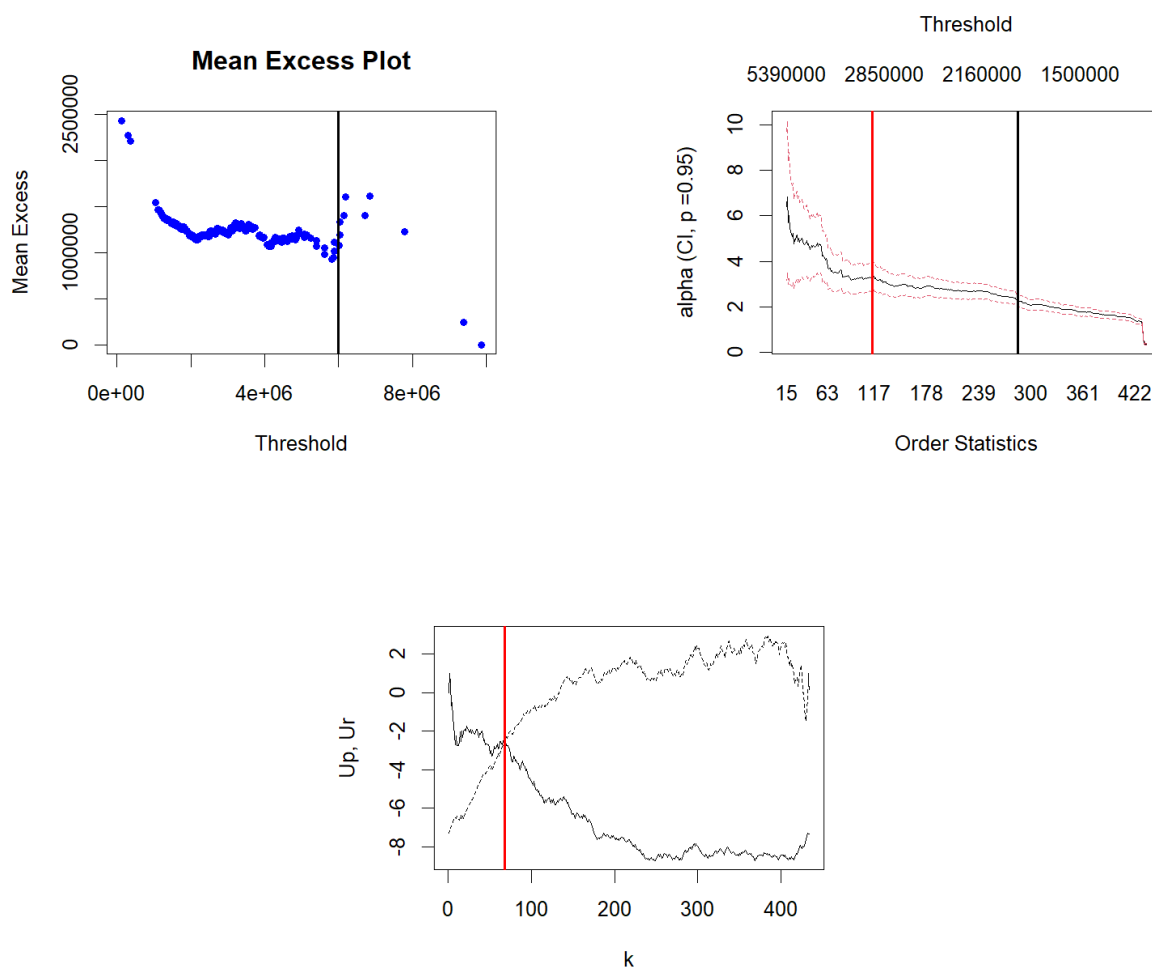 Mean Excess Plot
Mean Excess
0 1000000 2500000
0e+00 4e+06 8e+06
Threshold
Threshold
5390000 2850000 2160000 1500000
alpha (CI, p =0.95)
0 2 4 6 8 10
15 63 117 178 239 300 361 422
Order Statistics
Up, Ur
-8 -6 -4 -2 0 2
0 100 200 300 400
k